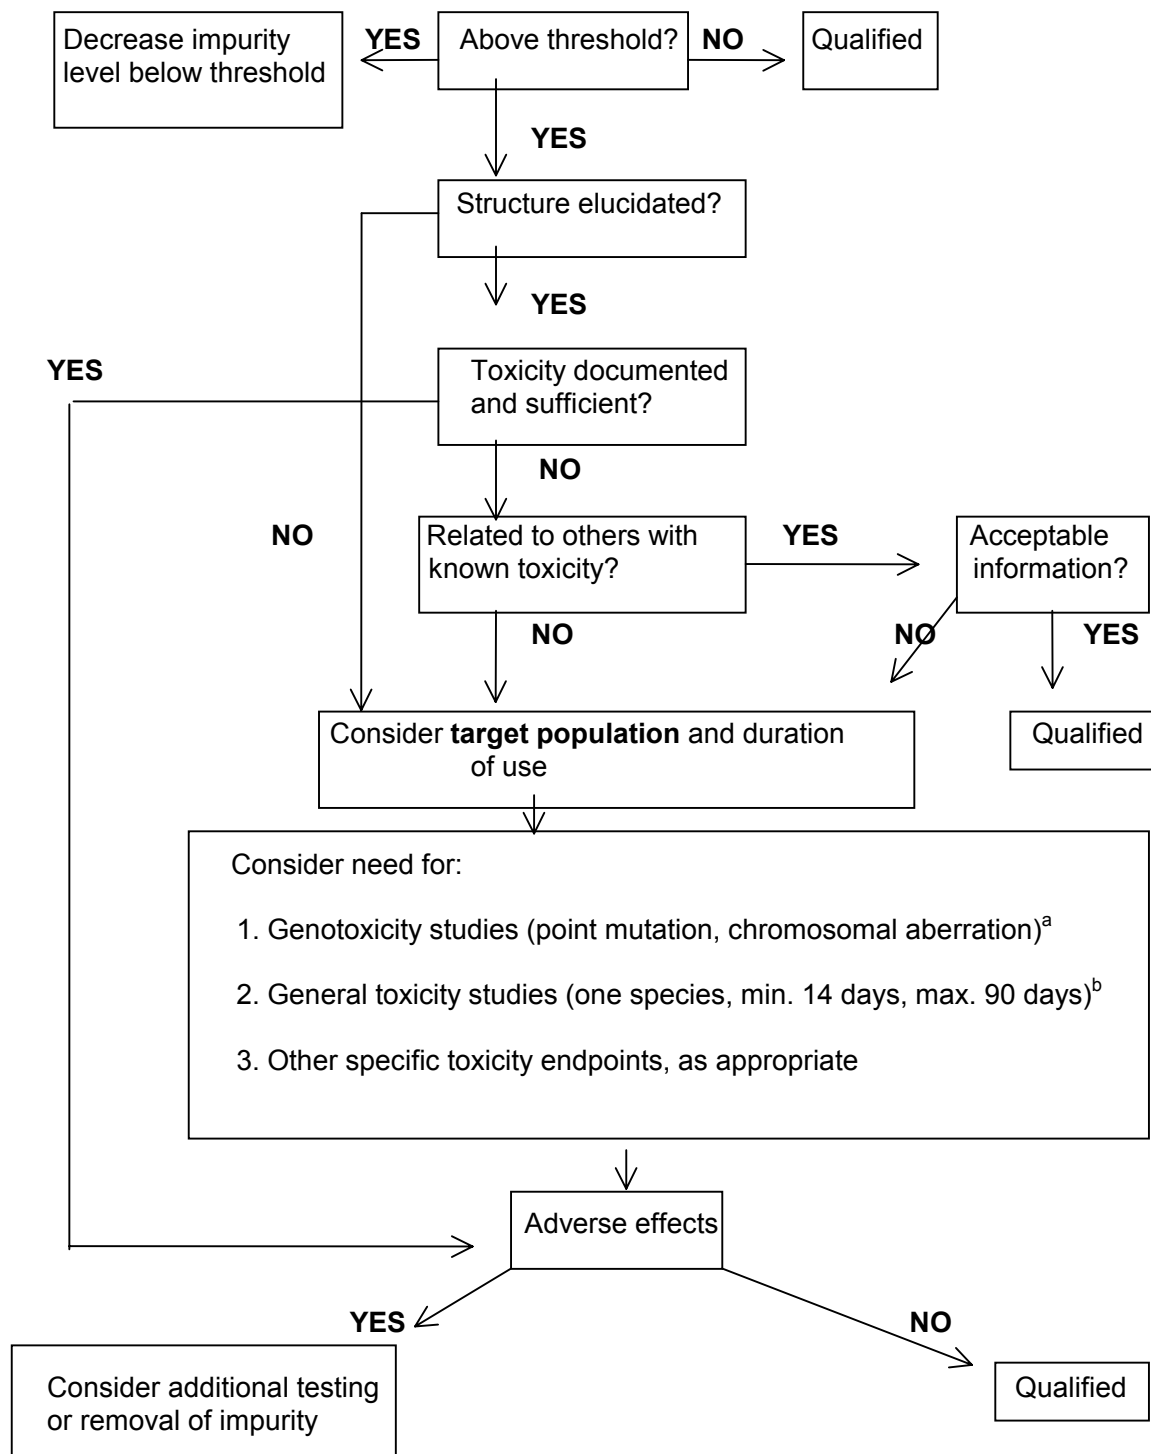 Decrease impurity
level below threshold
YES
Above threshold?
NO
Qualified
YES
Structure elucidated?
YES
YES
Toxicity documented
and sufficient?
NO
NO
Related to others with
known toxicity?
YES
Acceptable
information?
NO
NO
YES
Consider target population and duration
of use
Qualified
Consider need for:
1. Genotoxicity studies (point mutation, chromosomal aberration)a
2. General toxicity studies (one species, min. 14 days, max. 90 days)b
3. Other specific toxicity endpoints, as appropriate
Adverse effects
YES
NO
Consider additional testing
or removal of impurity
Qualified